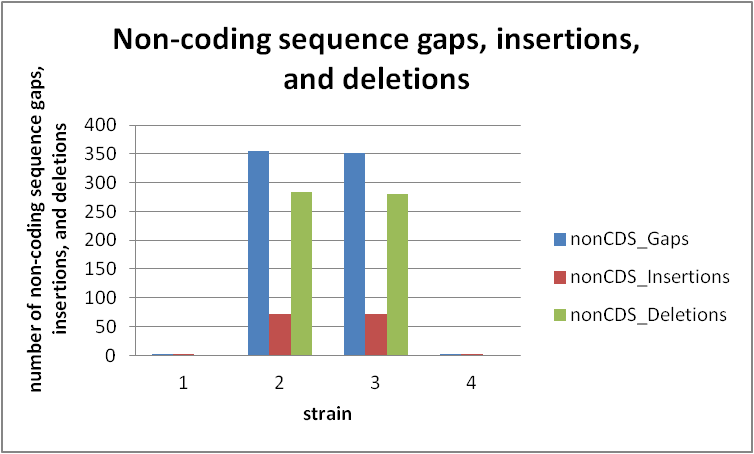 Non-coding sequence gaps, insertions,
and deletions
number of non-coding sequence gaps,
insertions, and deletions
400
350
300
250
200
150
100
50
0
1 2 3 4
strain
nonCDS_Gaps
nonCDS_Insertions
nonCDS_Deletions